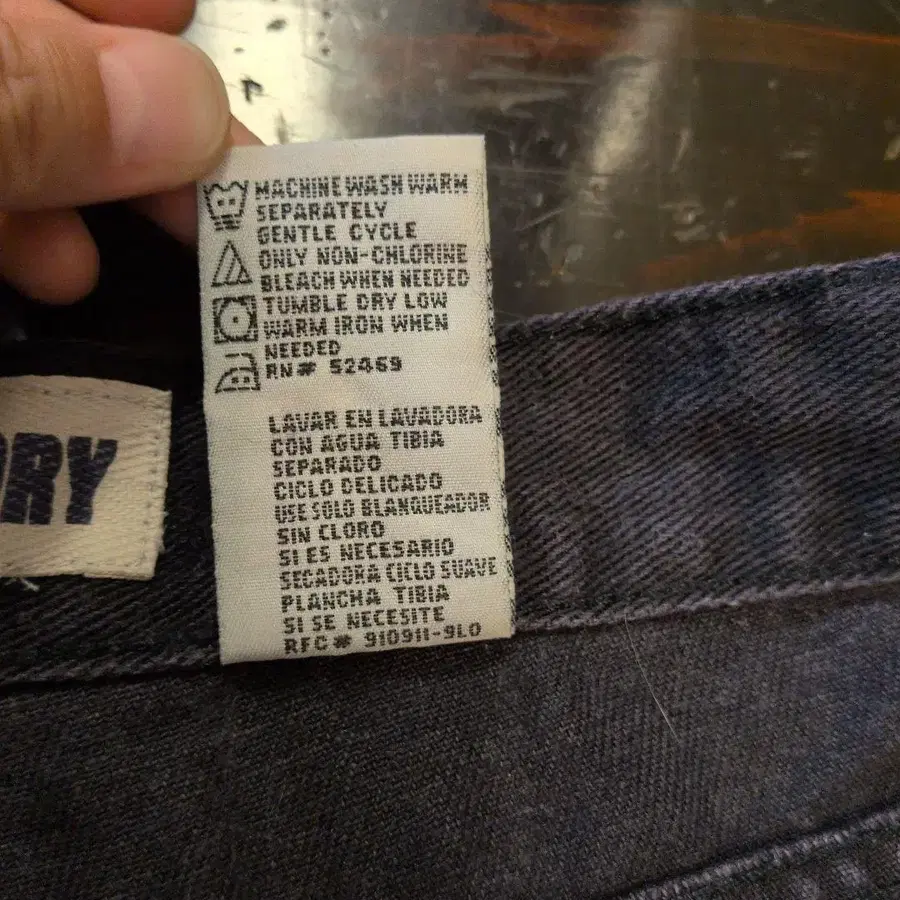 MACHINE WASH WARM
SEPARATELY
GENTLE CYCLE
ONLY NON-CHLORINE
BLEACH WHEN NEEDED
TUMBLE DRY LOW
WARM IRON WHEN
NEEDED
RN# 52469
LAVAR EN LAVADORA
CON AGUA TIBIA
SEPARADO
CICLO DELICADO
USE SOLO BLANQUEADOR
SIN CLORO
SI ES NECESARIO
SECADORA CICLO SUAVE
PLANCHA TIBIA
SI SE NECESITE
RFC# 910911-9L0
RY